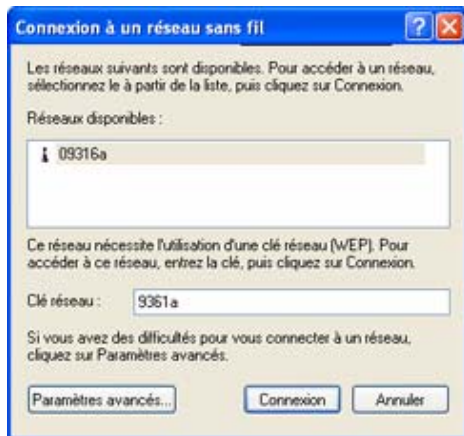 Connexion à un réseau sans fil
Les réseaux suivants sont disponibles. Pour accéder à un réseau,
sélectionnez le à partir de la liste, puis cliquez sur Connexion.
Réseaux disponibles :
09316a
Ce réseau nécessite l'utilisation d'une clé réseau (WEP). Pour
accéder à ce réseau, entrez la clé, puis cliquez sur Connexion.
Clé réseau :
9361a
Si vous avez des difficultés pour vous connecter à un réseau,
cliquez sur Paramètres avancés.
Paramètres avancés...
Connexion
Annuler